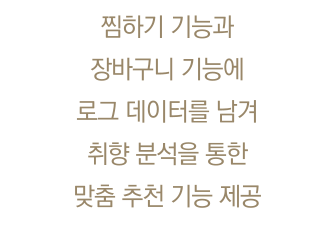 찜하기 기능과
장바구니 기능에
로그 데이터를 남겨
취향 분석을 통한
맞춤 추천 기능 제공